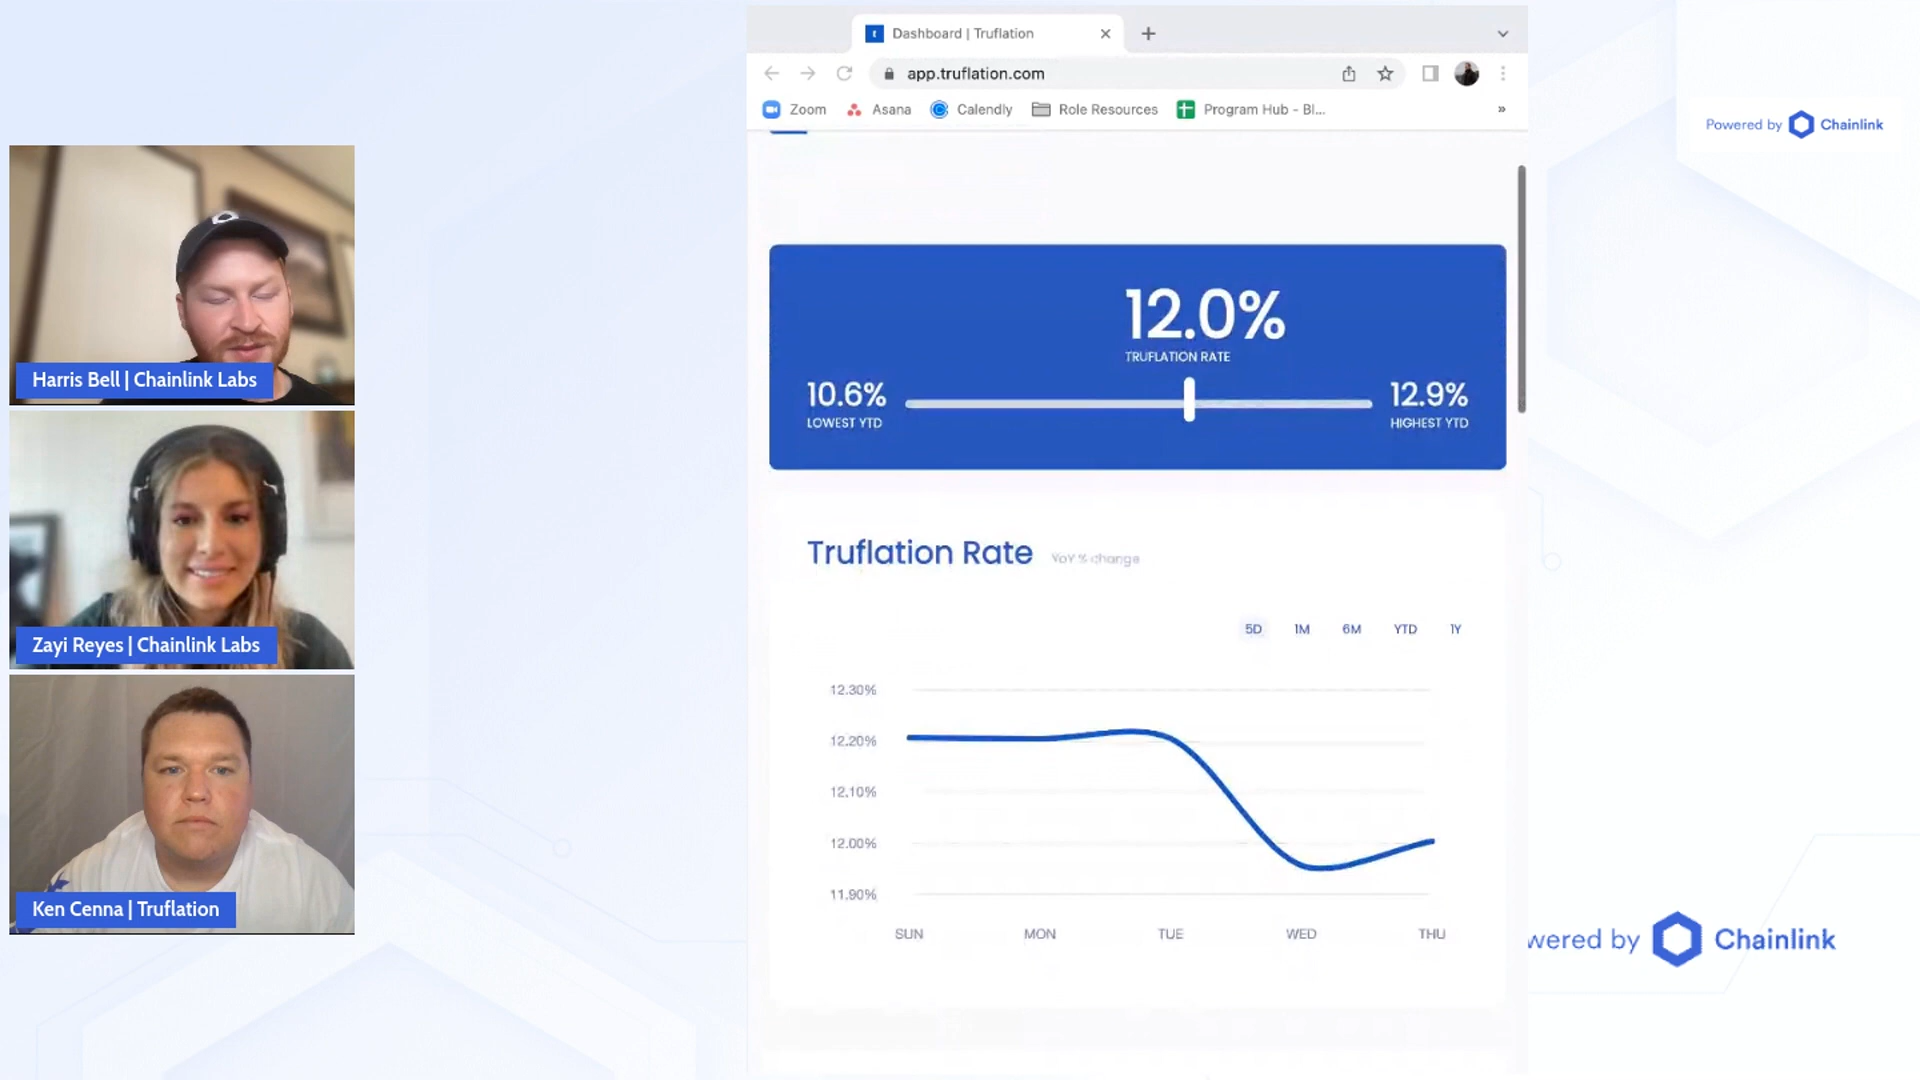 Dashboard | Truflation
app.truflation.com
Zoom
Asana
Calendly
Role Resources
Program Hub - Bl...
»
Powered by Chainlink
Harris Bell | Chainlink Labs
Zayi Reyes | Chainlink Labs
Ken Cenna | Truflation
12.0%
TRUFLATION RATE
10.6%
LOWEST YTD
12.9%
HIGHEST YTD
Truflation Rate YoY % change
5D 1M 6M YTD 1Y
12.30%
12.20%
12.10%
12.00%
11.90%
SUN MON TUE WED THU
wered by Chainlink